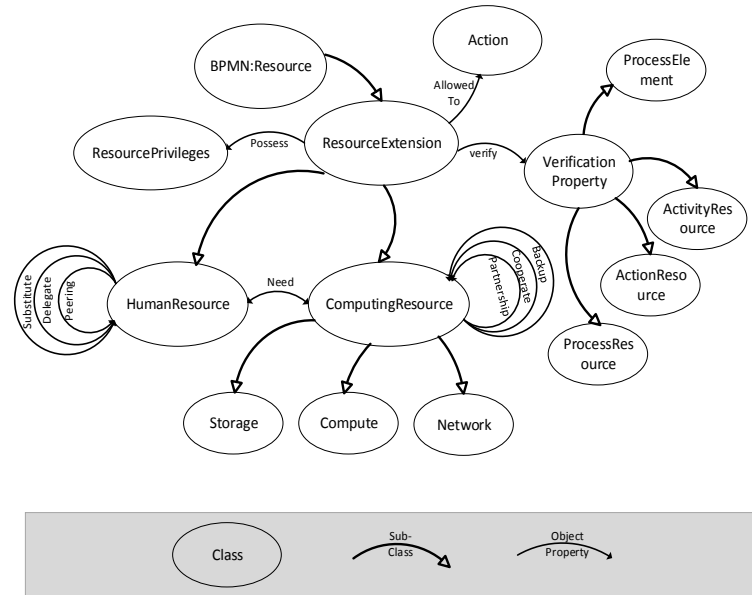 Action
BPMN:Resource
Allowed
To
ProcessEle
ment
ResourcePrivileges
Possess
ResourceExtension
verify
Verification
Property
ActivityRes
ource
ActionReso
urce
ProcessRes
ource
Substitute
Delegate
Peering
HumanResource
Need
ComputingResource
Partnership
Cooperate
Backup
Storage
Compute
Network
Class
Sub-
Class
Object
Property